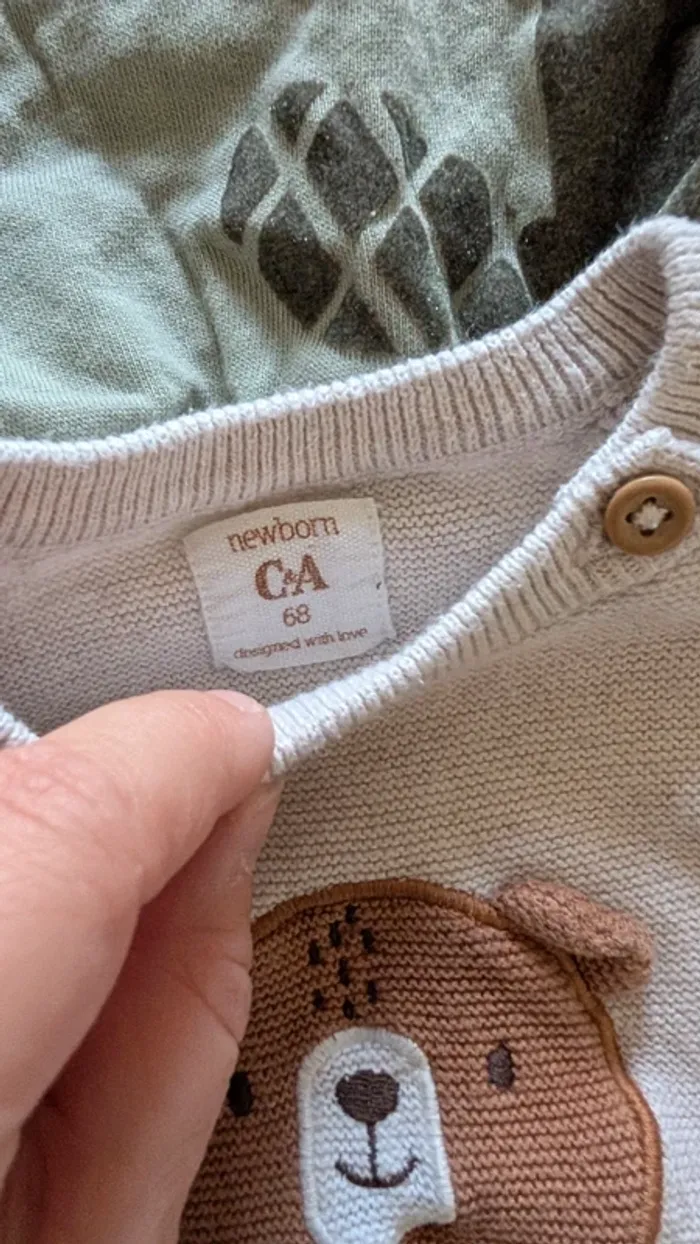 newborn
C&A
68
designed with love